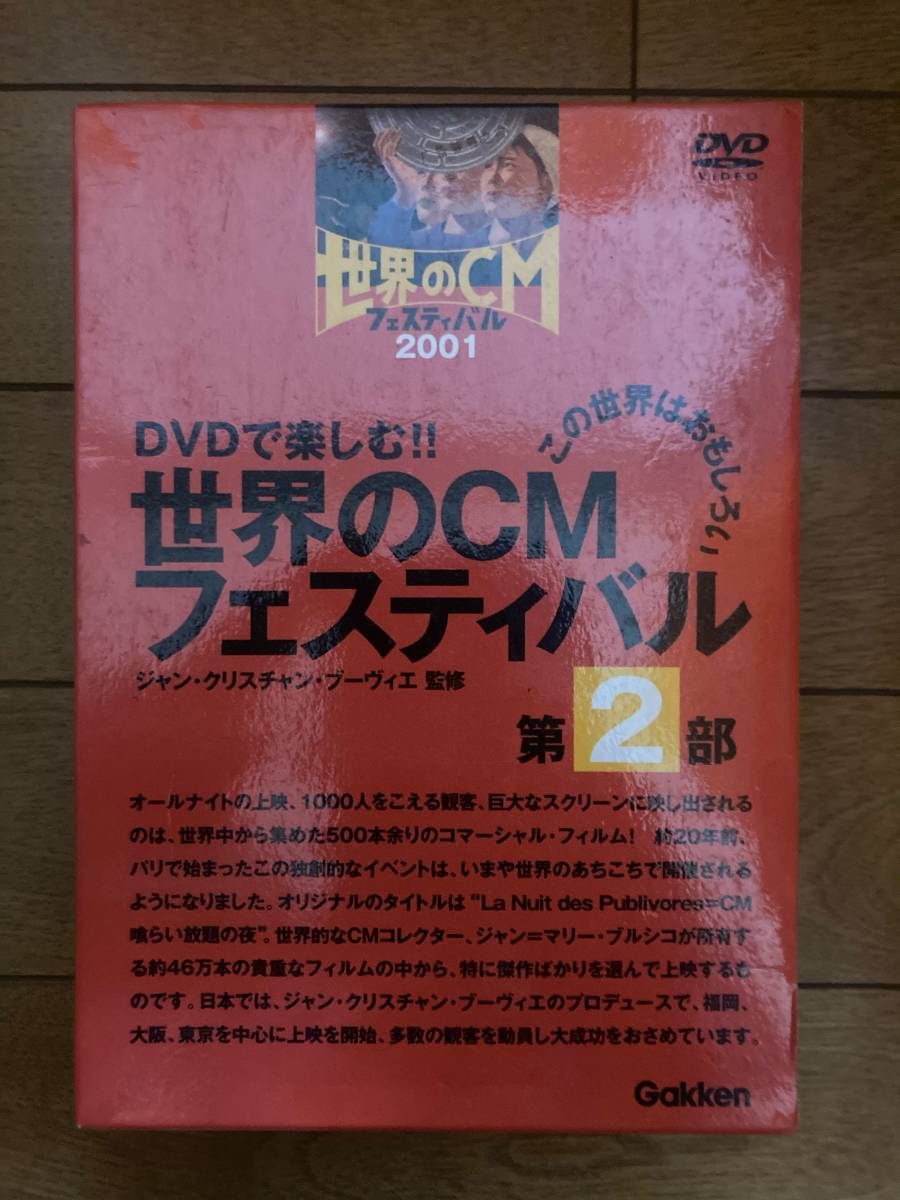 DVD
VIDEO
世界のCM
フェスティバル
2001
この世界はおもしろい
DVDで楽しむ!!
世界のCM
フェスティバル
ジャン・クリスチャン・ブーヴィエ 監修
第2部
オールナイトの上映、1000人をこえる観客、巨大なスクリーンに映し出される
のは、世界中から集めた500本余りのコマーシャル・フィルム! 約20年前、
パリで始まったこの独創的なイベントは、いまや世界のあちこちで開催される
ようになりました。オリジナルのタイトルは“La Nuit des Publivores=CM
喰らい放題の夜”。世界的なCMコレクター、ジャン=マリー・ブルシコが所有す
る約46万本の貴重なフィルムの中から、特に傑作ばかりを選んで上映するも
のです。日本では、ジャン・クリスチャン・ブーヴィエのプロデュースで、福岡、
大阪、東京を中心に上映を開始、多数の観客を動員し大成功をおさめています。
Gakken